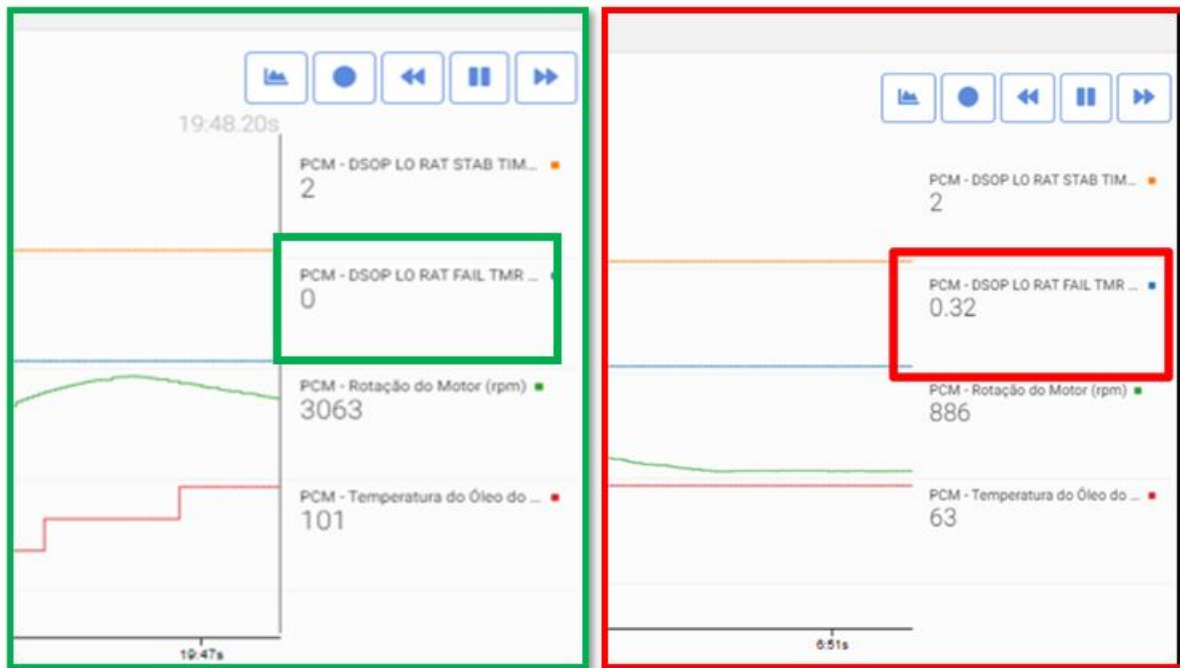 19:48.20s
PCM - DSOP LO RAT STAB TIM...
2
PCM - DSOP LO RAT FAIL TMR ...
0
PCM - Rotação do Motor (rpm)
3063
PCM - Temperatura do Óleo do ...
101
19:47s
PCM - DSOP LO RAT STAB TIM...
2
PCM - DSOP LO RAT FAIL TMR ...
0.32
PCM - Rotação do Motor (rpm)
886
PCM - Temperatura do Óleo do ...
63
6:51s